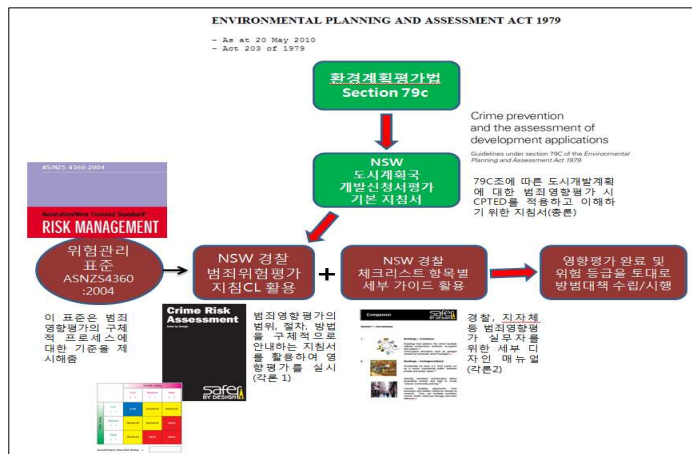 ENVIRONMENTAL PLANNING AND ASSESSMENT ACT 1979
- As at 20 May 2010
- Act 203 of 1979
환경계획평가법
Section 79c
Crime prevention
and the assessment of
development applications
Guidelines under section 79C of the Environmental
Planning and Assessment Act 1979
NSW
도시계획국
개발신청서평가
기본 지침서
79C조에 따른 도시개발계획
에 대한 범죄영향평가 시
CPTED를 적용하고 이해하
기 위한 지침서(총론)
AS/NZS 4360:2004
Australian/New Zealand Standard
RISK MANAGEMENT
위험관리
표준
ASNZS4360
:2004
NSW 경찰
범죄위험평가
지침CL 활용
+
NSW 경찰
체크리스트 항목별
세부 가이드 활용
영향평가 완료 및
위험 등급을 토대로
방범대책 수립/시행
이 표준은 범죄
영향평가의 구체
적 프로세스에
대한 기준을 제
시해줌
Crime Risk
Assessment
safer
BY DESIGN
범죄영향평가의
범위, 절차, 방법
을 구체적으로
안내하는 지침서
를 활용하여 영
향평가를 실시
(각론 1)
Companion
safer
BY DESIGN
경찰, 지자체
등 범죄영향평
가 실무자를
위한 세부 디
자인 매뉴얼
(각론2)